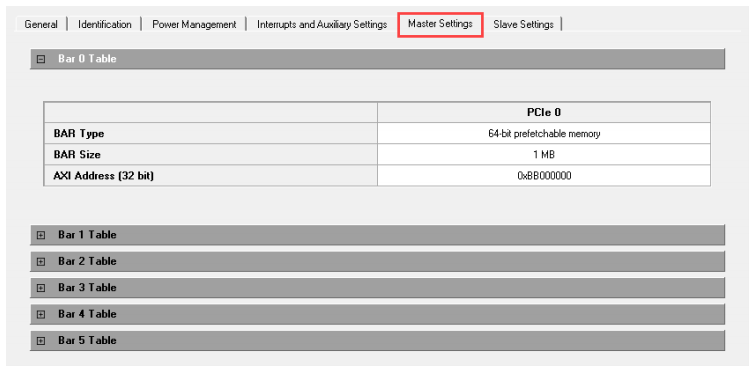 General Identification Power Management Interrupts and Auxiliary Settings Master Settings Slave Settings
Bar 0 Table
PCIe 0
BAR Type 64-bit prefetchable memory
BAR Size 1 MB
AXI Address (32 bit) 0xBB000000
Bar 1 Table
Bar 2 Table
Bar 3 Table
Bar 4 Table
Bar 5 Table